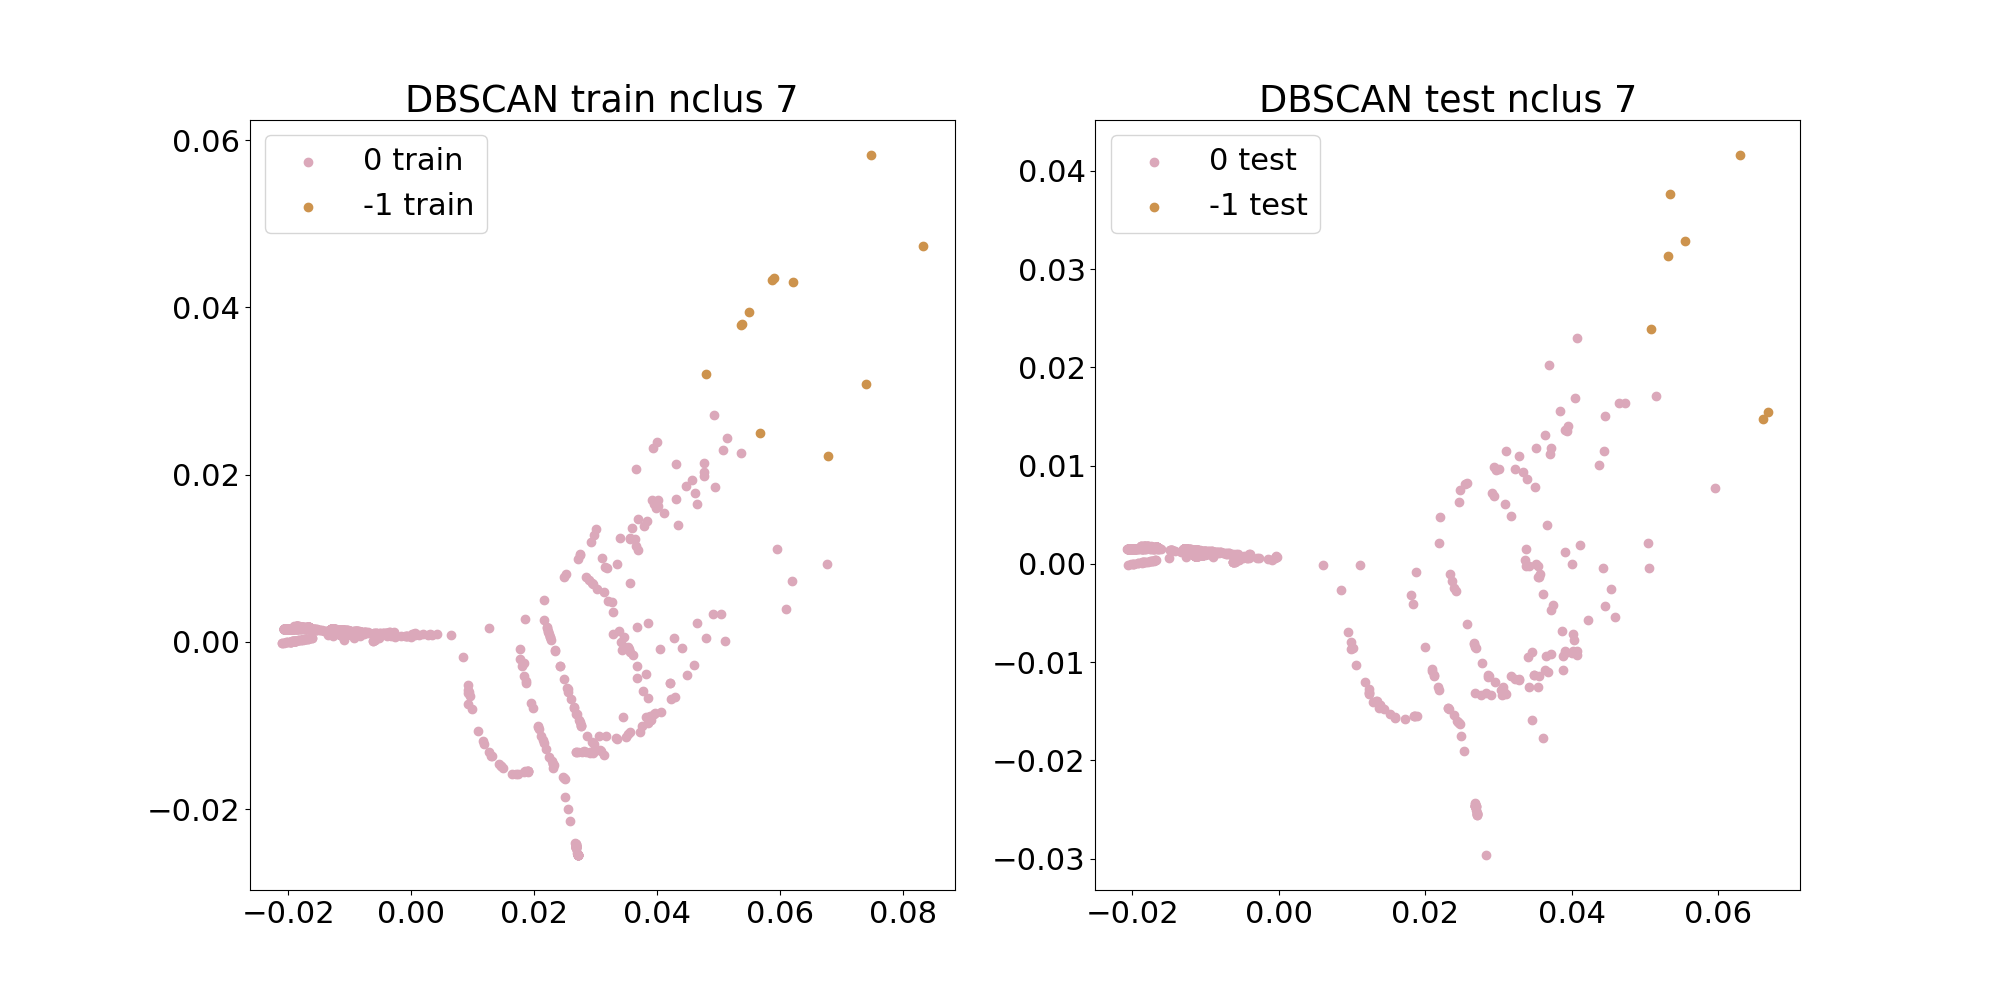 DBSCAN train nclus 7
0 train
-1 train
0.06
0.04
0.02
0.00
−0.02
−0.02 0.00 0.02 0.04 0.06 0.08
DBSCAN test nclus 7
0 test
-1 test
0.04
0.03
0.02
0.01
0.00
−0.01
−0.02
−0.03
−0.02 0.00 0.02 0.04 0.06